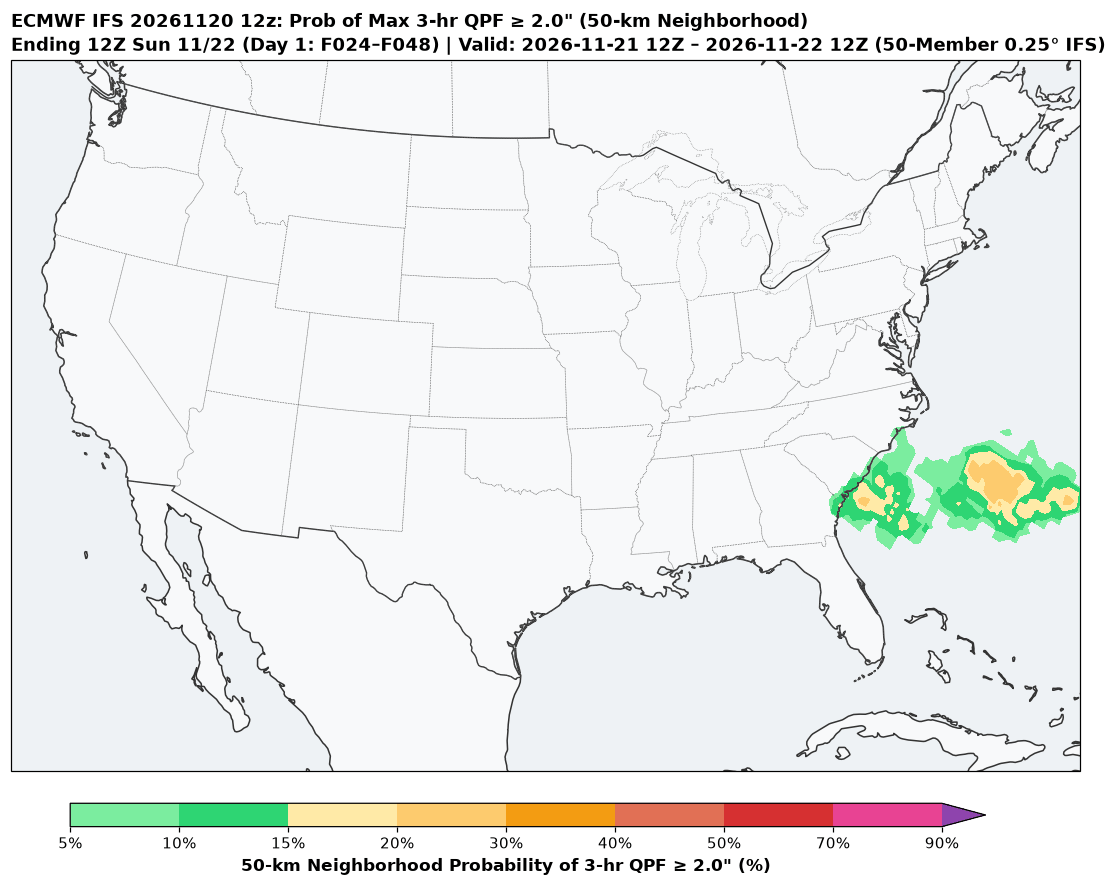 ECMWF IFS 20261120 12z: Prob of Max 3-hr QPF ≥ 2.0" (50-km Neighborhood)
Ending 12Z Sun 11/22 (Day 1: F024–F048) | Valid: 2026-11-21 12Z – 2026-11-22 12Z (50-Member 0.25° IFS)
5% 10% 15% 20% 30% 40% 50% 70% 90%
50-km Neighborhood Probability of 3-hr QPF ≥ 2.0" (%)